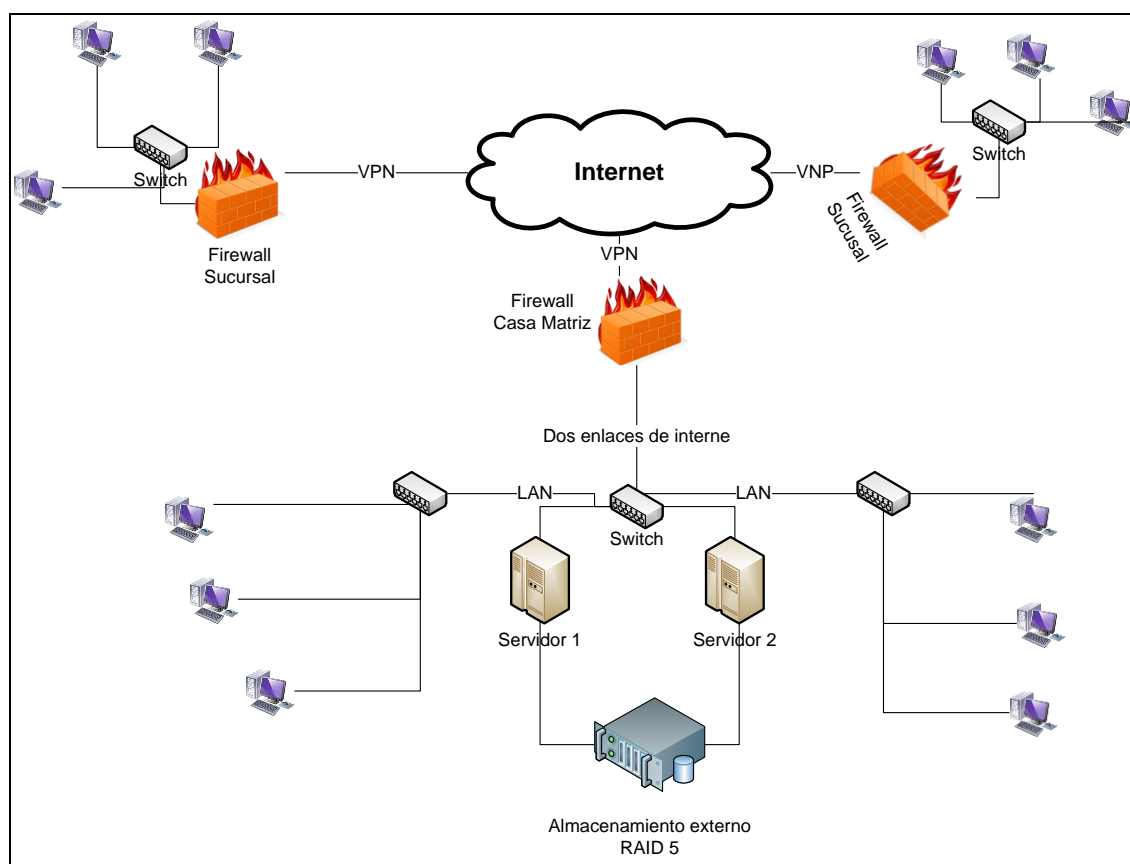 Internet
Switch
Switch
VPN
VNP
Firewall
Sucursal
Firewall
Sucusal
VPN
Firewall
Casa Matriz
Dos enlaces de interne
LAN
LAN
Switch
Servidor 1
Servidor 2
Almacenamiento externo
RAID 5